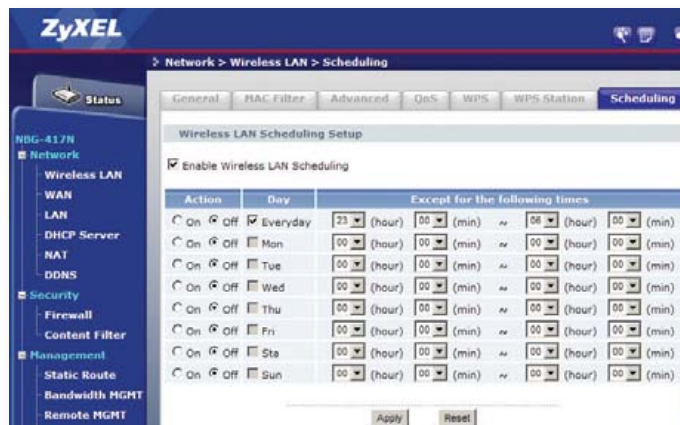 ZyXEL
Network > Wireless LAN > Scheduling
Status
General MAC Filter Advanced QoS WPS WPS Station Scheduling
NBG-417N
Network
Wireless LAN
WAN
LAN
DHCP Server
NAT
DDNS
Security
Firewall
Content Filter
Management
Static Route
Bandwidth MGMT
Remote MGMT
Wireless LAN Scheduling Setup
Enable Wireless LAN Scheduling
Action Day Except for the following times
On Off Everyday 23 (hour) 00 (min) ~ 06 (hour) 00 (min)
On Off Mon 00 (hour) 00 (min) ~ 00 (hour) 00 (min)
On Off Tue 00 (hour) 00 (min) ~ 00 (hour) 00 (min)
On Off Wed 00 (hour) 00 (min) ~ 00 (hour) 00 (min)
On Off Thu 00 (hour) 00 (min) ~ 00 (hour) 00 (min)
On Off Fri 00 (hour) 00 (min) ~ 00 (hour) 00 (min)
On Off Sta 00 (hour) 00 (min) ~ 00 (hour) 00 (min)
On Off Sun 00 (hour) 00 (min) ~ 00 (hour) 00 (min)
Apply Reset